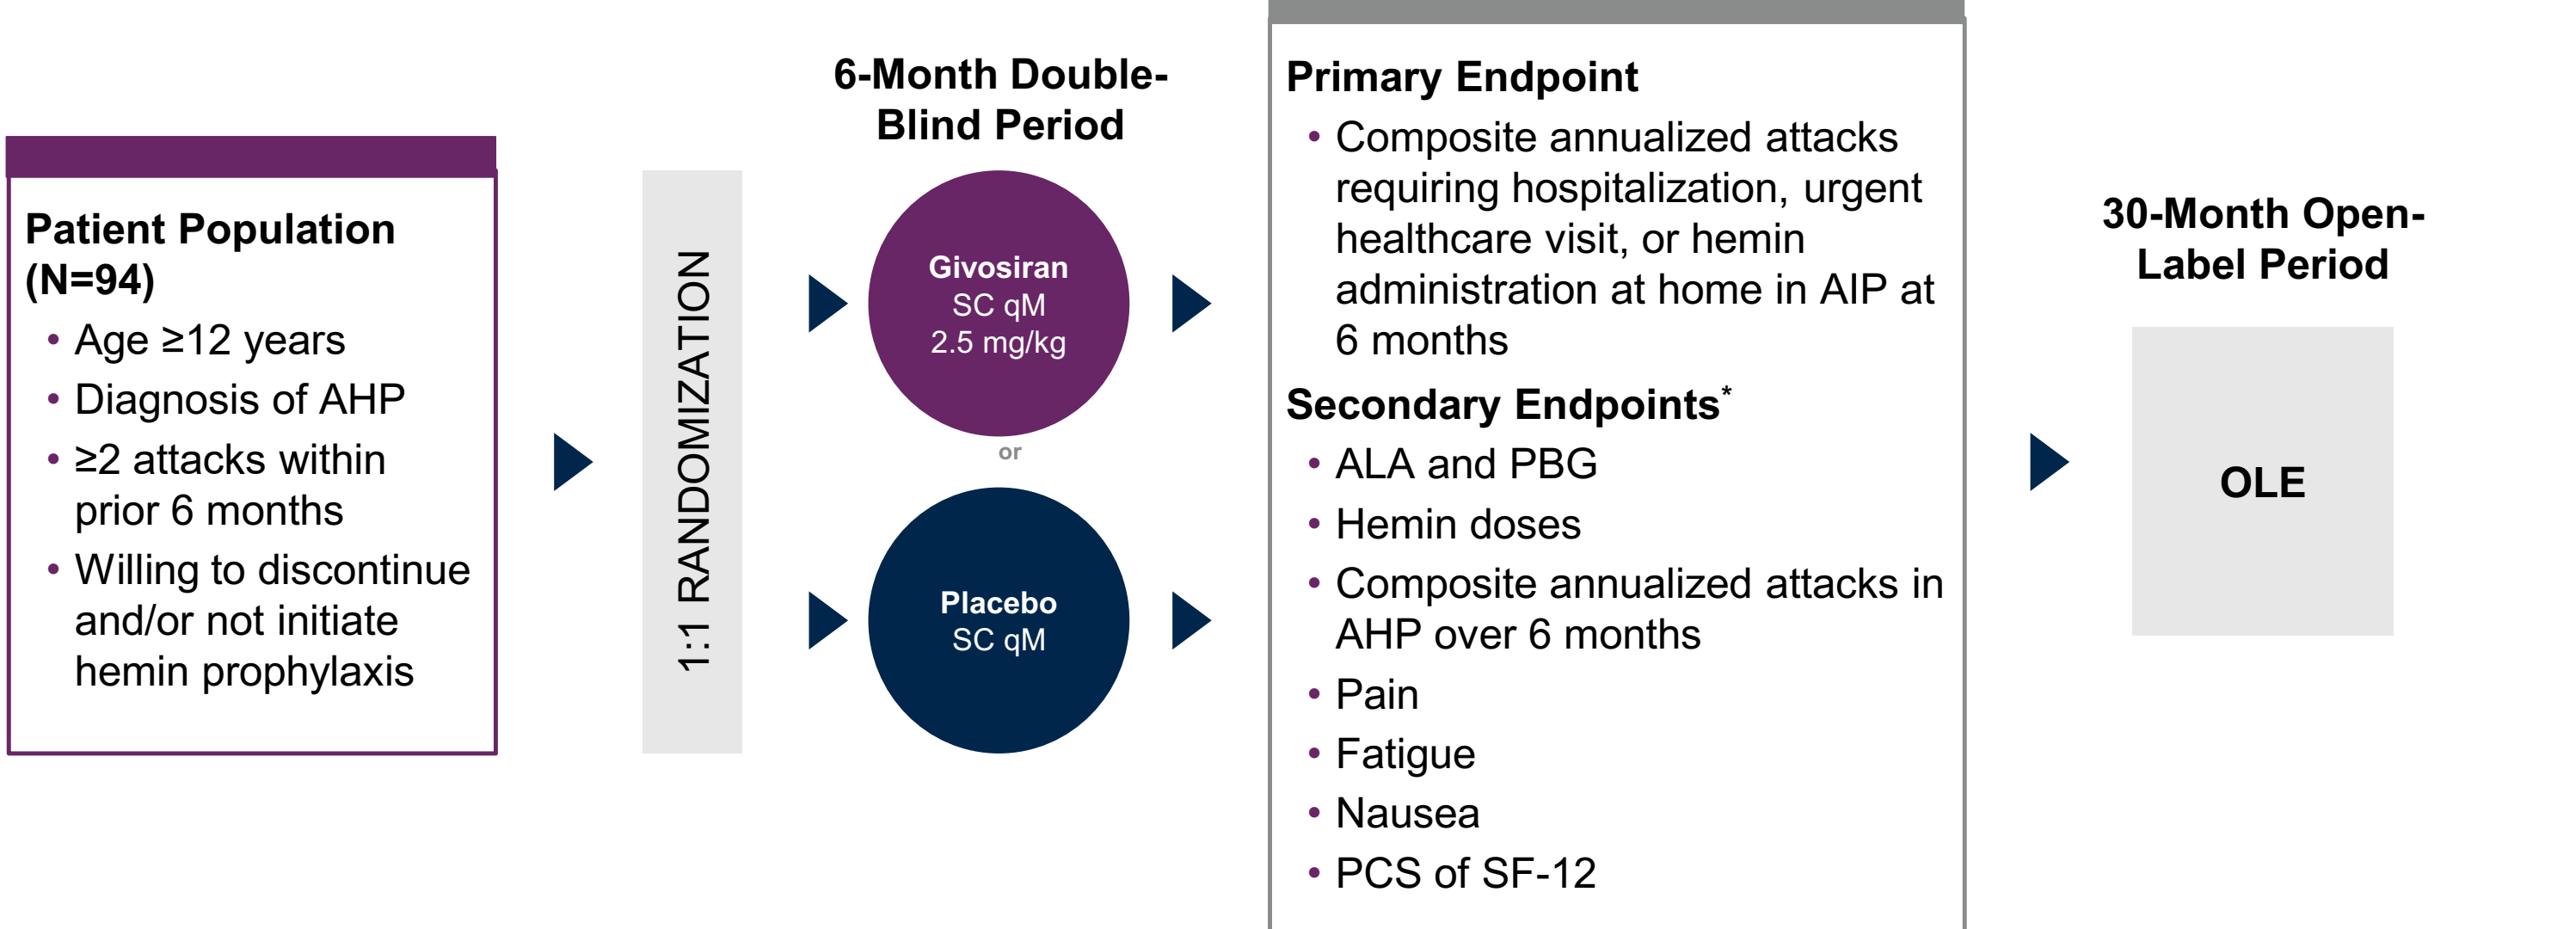 Patient Population
(N=94)
• Age ≥12 years
• Diagnosis of AHP
• ≥2 attacks within
prior 6 months
• Willing to discontinue
and/or not initiate
hemin prophylaxis
1:1 RANDOMIZATION
6-Month Double-
Blind Period
Givosiran
SC qM
2.5 mg/kg
or
Placebo
SC qM
Primary Endpoint
• Composite annualized attacks
requiring hospitalization, urgent
healthcare visit, or hemin
administration at home in AIP at
6 months
Secondary Endpoints*
• ALA and PBG
• Hemin doses
• Composite annualized attacks in
AHP over 6 months
• Pain
• Fatigue
• Nausea
• PCS of SF-12
30-Month Open-
Label Period
OLE